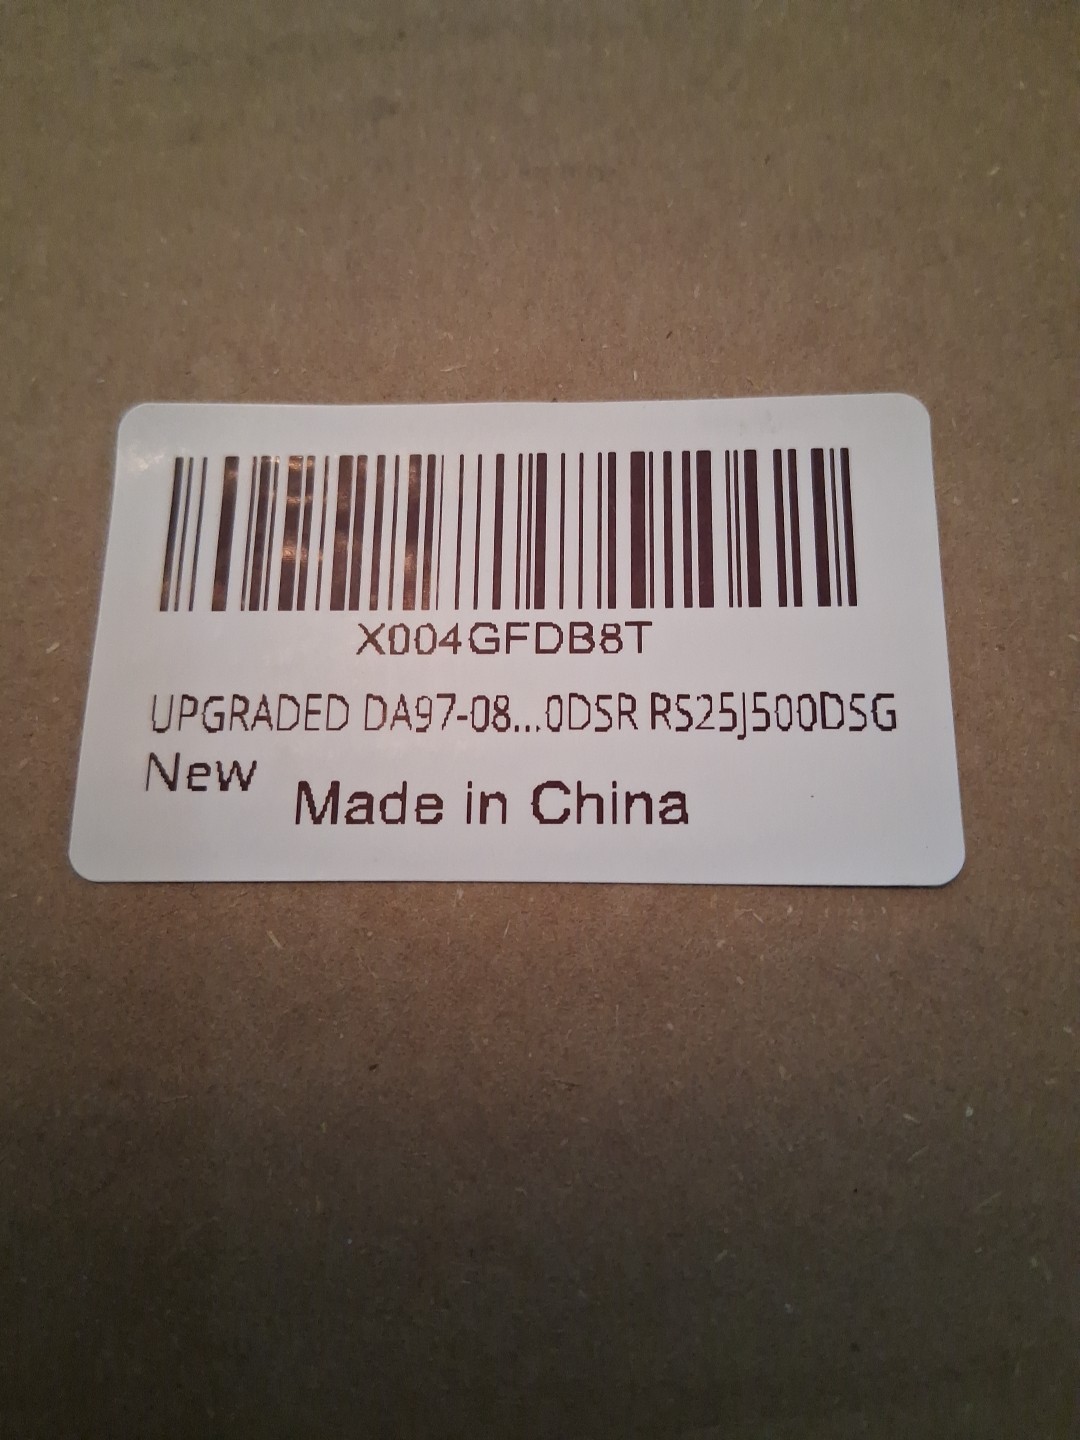 X004GFDB8T
UPGRADED DA97-08...0DSR RS25J500DSG
New
Made in China